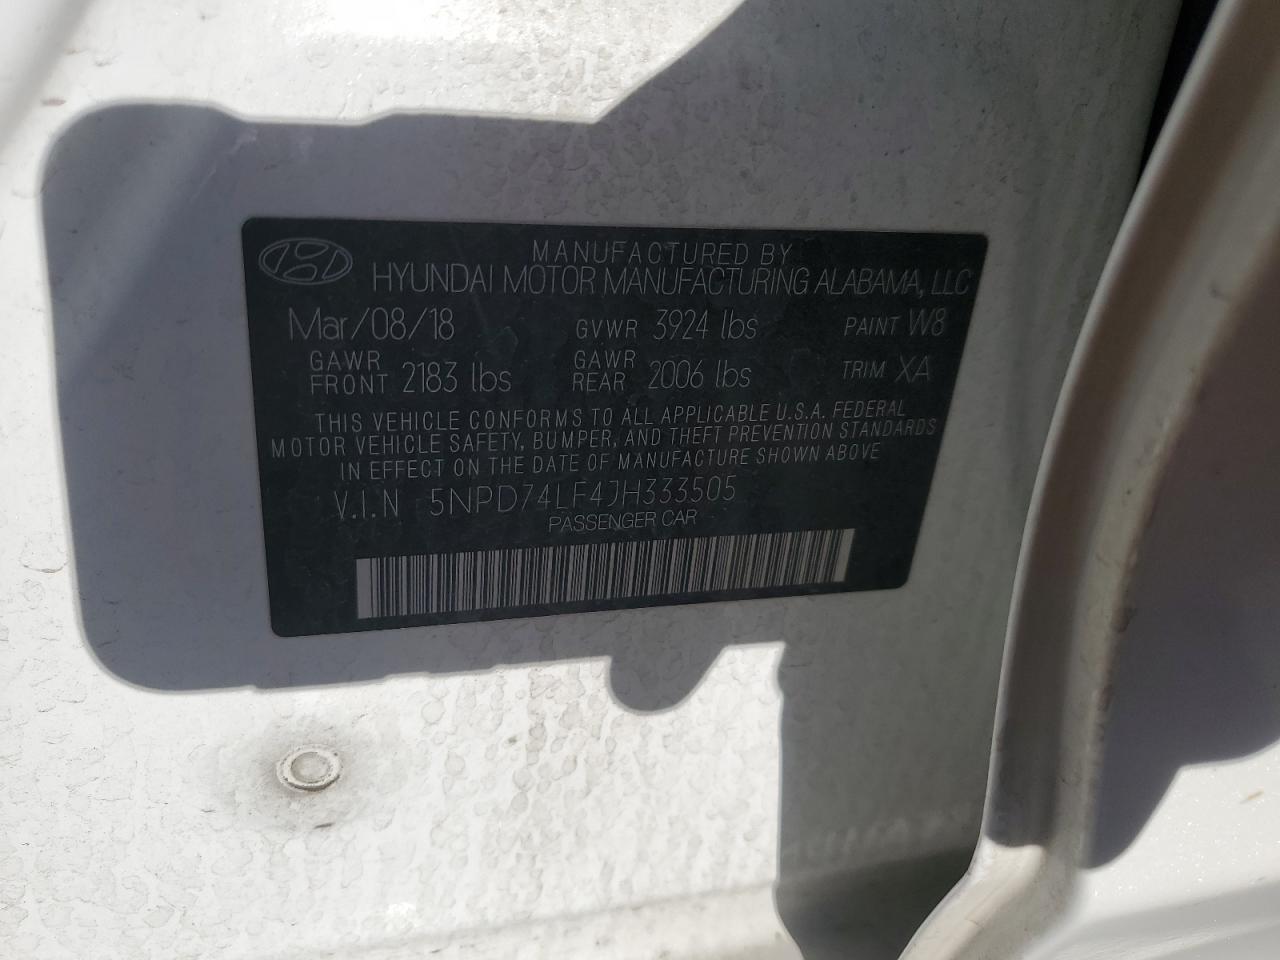 MANUFACTURED BY
HYUNDAI MOTOR MANUFACTURING ALABAMA, LLC
Mar/08/18 GVWR 3924 lbs PAINT W8
GAWR FRONT 2183 lbs GAWR REAR 2006 lbs TRIM XA
THIS VEHICLE CONFORMS TO ALL APPLICABLE U.S.A. FEDERAL
MOTOR VEHICLE SAFETY, BUMPER, AND THEFT PREVENTION STANDARDS
IN EFFECT ON THE DATE OF MANUFACTURE SHOWN ABOVE
V.I.N 5NPD74LF4JH333505
PASSENGER CAR